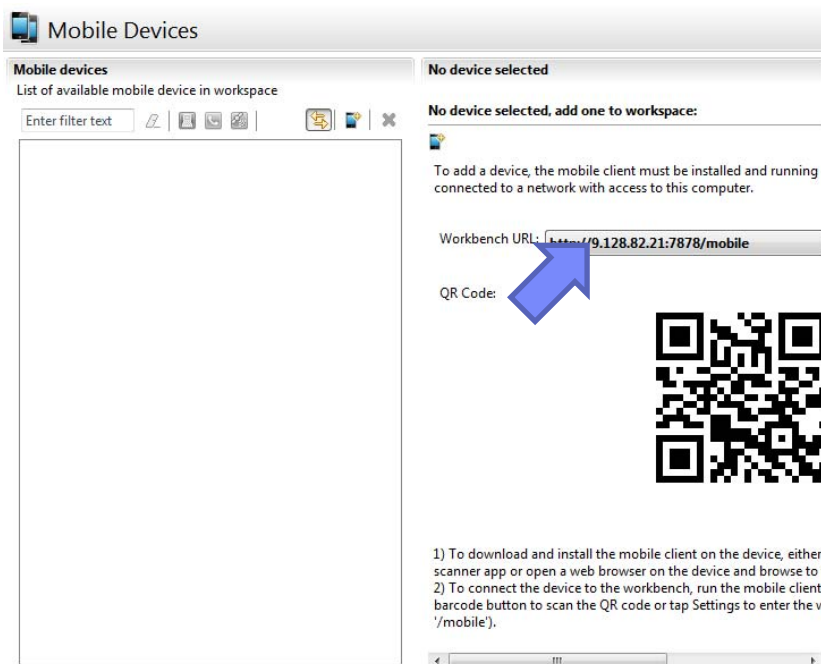 Mobile Devices
Mobile devices
List of available mobile device in workspace
Enter filter text
No device selected
No device selected, add one to workspace:
To add a device, the mobile client must be installed and running
connected to a network with access to this computer.
Workbench URL: http://9.128.82.21:7878/mobile
QR Code:
1) To download and install the mobile client on the device, either
scanner app or open a web browser on the device and browse to
2) To connect the device to the workbench, run the mobile client
barcode button to scan the QR code or tap Settings to enter the
'/mobile').